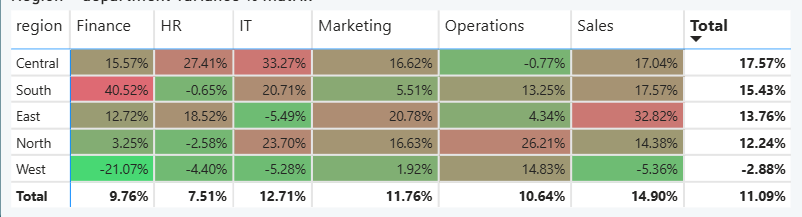 region Finance HR IT Marketing Operations Sales Total
Central 15.57% 27.41% 33.27% 16.62% -0.77% 17.04% 17.57%
South 40.52% -0.65% 20.71% 5.51% 13.25% 17.57% 15.43%
East 12.72% 18.52% -5.49% 20.78% 4.34% 32.82% 13.76%
North 3.25% -2.58% 23.70% 16.63% 26.21% 14.38% 12.24%
West -21.07% -4.40% -5.28% 1.92% 14.83% -5.36% -2.88%
Total 9.76% 7.51% 12.71% 11.76% 10.64% 14.90% 11.09%